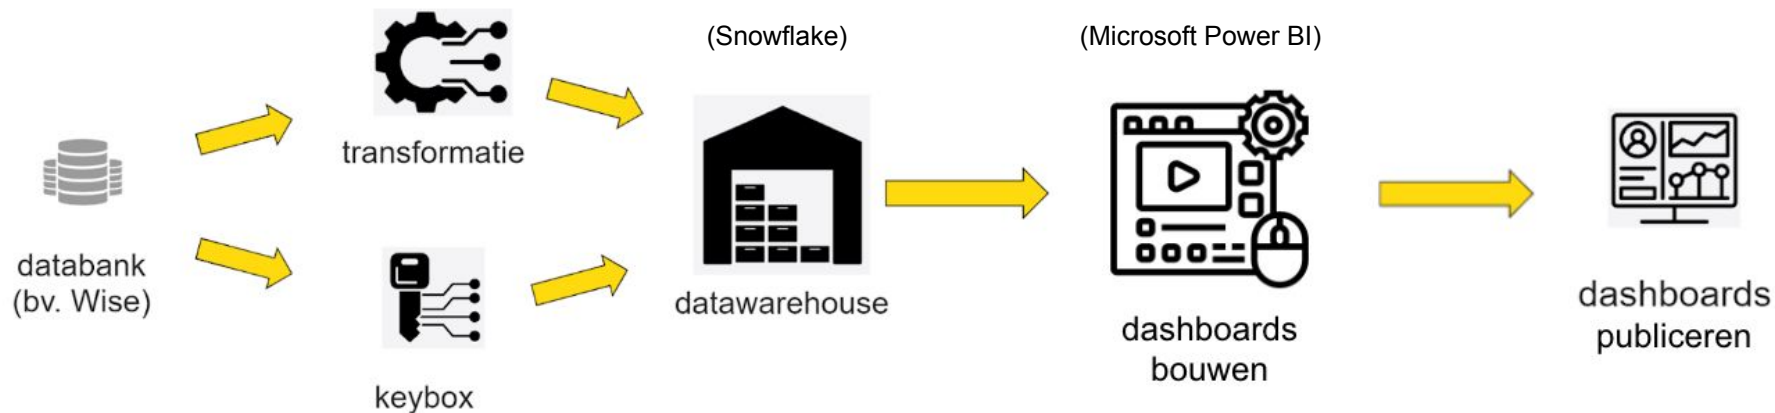 (Snowflake)
(Microsoft Power BI)
transformatie
databank
(bv. Wise)
keybox
datawarehouse
dashboards
bouwen
dashboards
publiceren